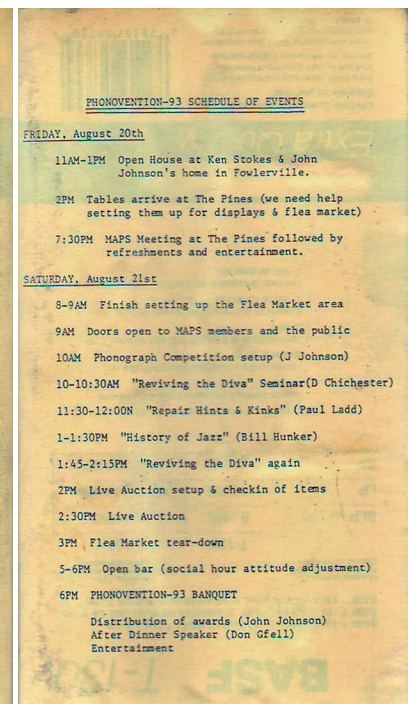 PHONOVENTION-93 SCHEDULE OF EVENTS
FRIDAY, August 20th
11AM-1PM Open House at Ken Stokes & John
Johnson's home in Fowlerville.
2PM Tables arrive at The Pines (we need help
setting them up for displays & flea market)
7:30PM MAPS Meeting at The Pines followed by
refreshments and entertainment.
SATURDAY, August 21st
8-9AM Finish setting up the Flea Market area
9AM Doors open to MAPS members and the public
10AM Phonograph Competition setup (J Johnson)
10-10:30AM "Reviving the Diva" Seminar(D Chichester)
11:30-12:00N "Repair Hints & Kinks" (Paul Ladd)
1-1:30PM "History of Jazz" (Bill Hunker)
1:45-2:15PM "Reviving the Diva" again
2PM Live Auction setup & checkin of items
2:30PM Live Auction
3PM Flea Market tear-down
5-6PM Open bar (social hour attitude adjustment)
6PM PHONOVENTION-93 BANQUET
Distribution of awards (John Johnson)
After Dinner Speaker (Don Gfell)
Entertainment
BASF